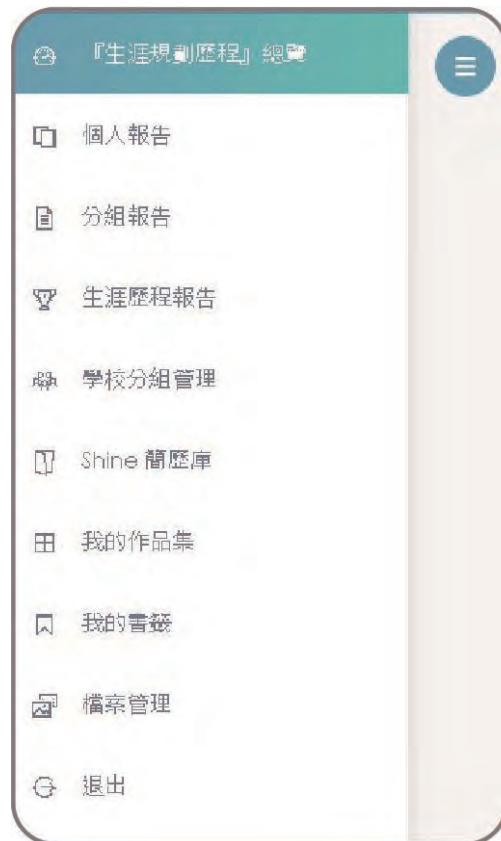 『生涯規劃歷程』總覽
個人報告
分組報告
生涯歷程報告
學校分組管理
Shine 簡歷庫
我的作品集
我的書籤
檔案管理
退出